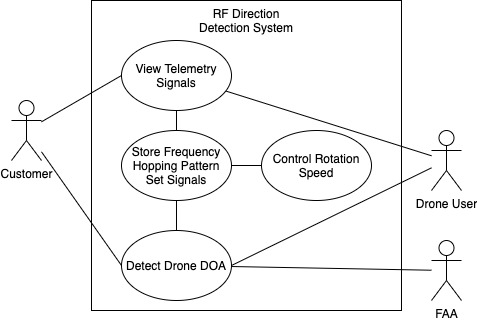 RF Direction
Detection System
View Telemetry
Signals
Customer
Store Frequency
Hopping Pattern
Set Signals
Control Rotation
Speed
Drone User
Detect Drone DOA
FAA